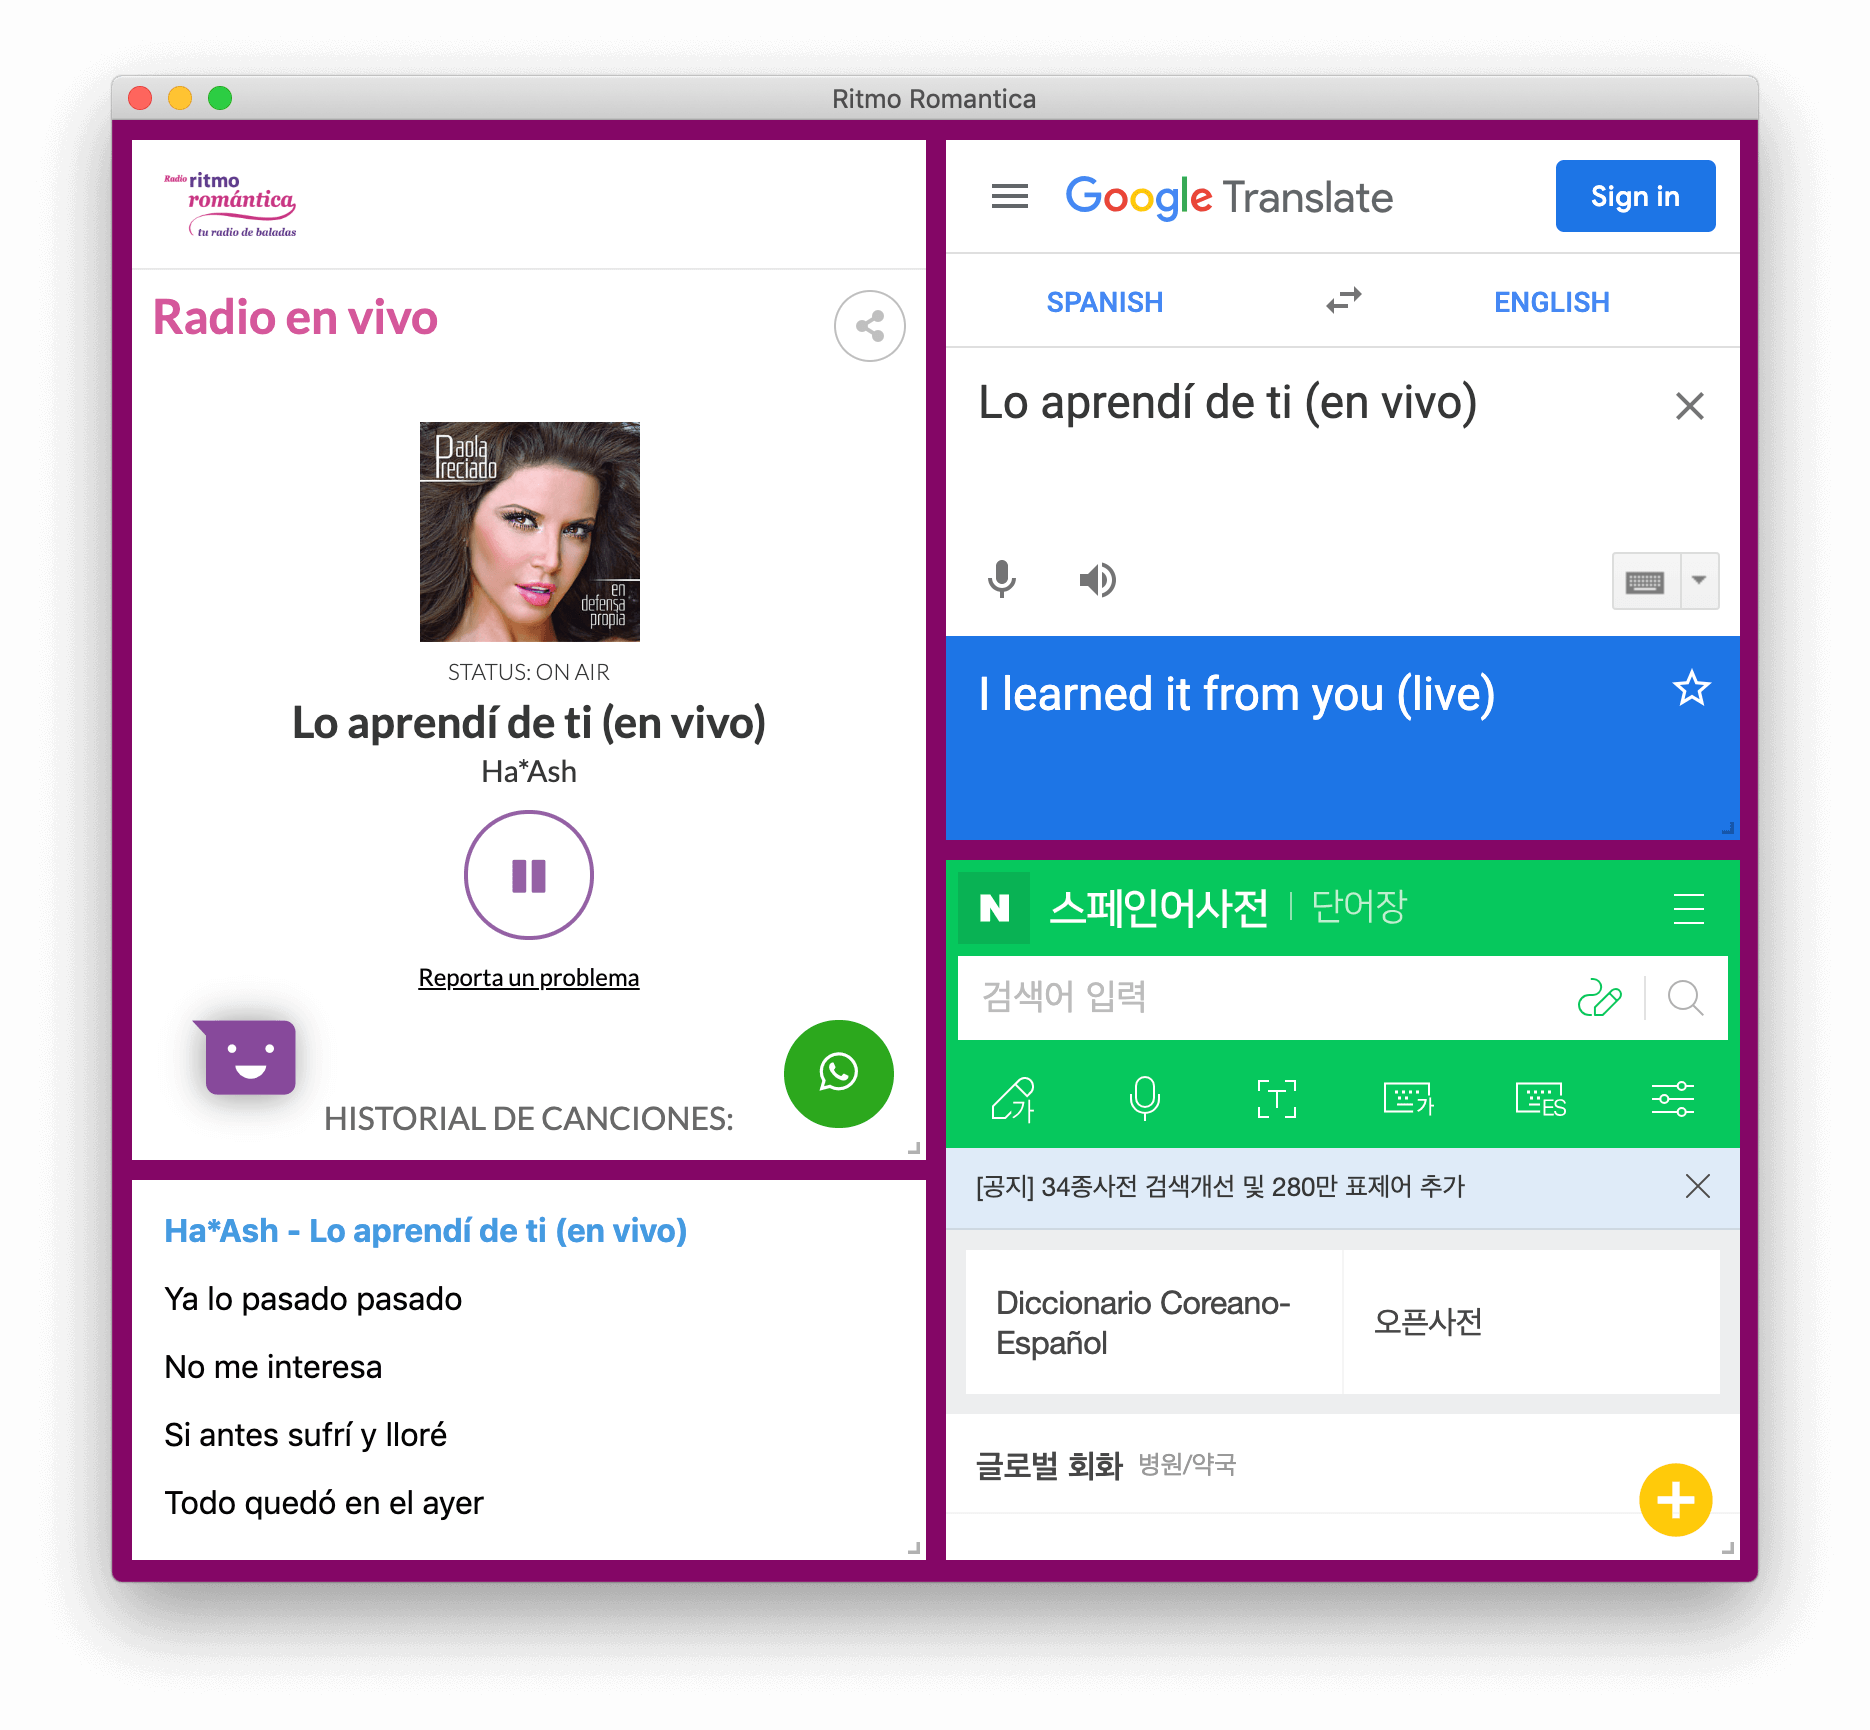 Ritmo Romantica
Radio ritmo
romántica
tu radio de baladas
Radio en vivo
Paola
Preciado
en
defensa
propia
STATUS: ON AIR
Lo aprendí de ti (en vivo)
Ha*Ash
Reporta un problema
HISTORIAL DE CANCIONES:
Ha*Ash - Lo aprendí de ti (en vivo)
Ya lo pasado pasado
No me interesa
Si antes sufrí y lloré
Todo quedó en el ayer
Google Translate
Sign in
SPANISH
ENGLISH
Lo aprendí de ti (en vivo)
I learned it from you (live)
N 스페인어사전 | 단어장
검색어 입력
가
T
가
ES
[공지] 34종사전 검색개선 및 280만 표제어 추가
Diccionario Coreano-
Español
오픈사전
글로벌 회화 병원/약국